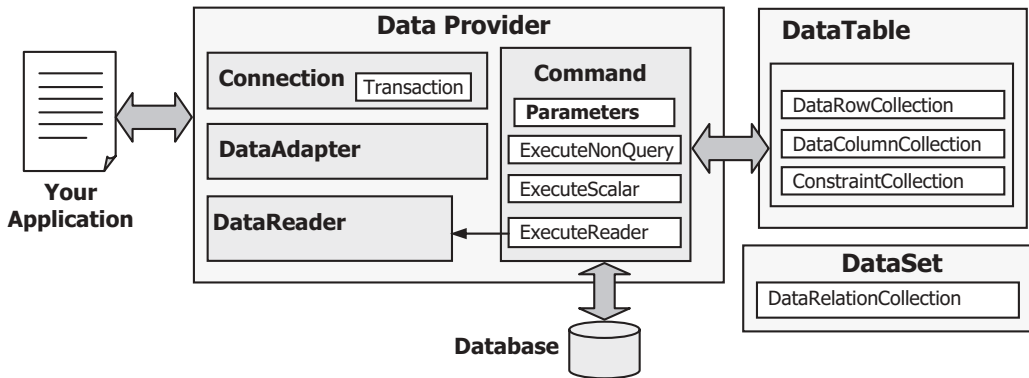 Data Provider
Connection
Transaction
DataAdapter
DataReader
Command
Parameters
ExecuteNonQuery
ExecuteScalar
ExecuteReader
Your
Application
Database
DataTable
DataRowCollection
DataColumnCollection
ConstraintCollection
DataSet
DataRelationCollection